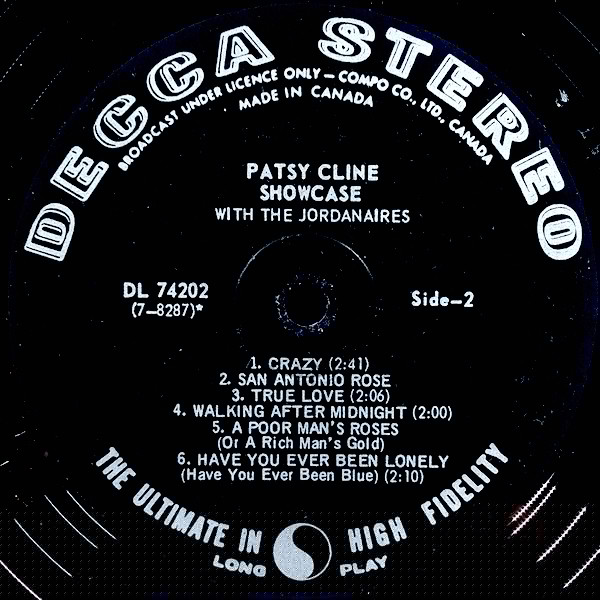 DECCA STEREO
BROADCAST UNDER LICENCE ONLY – COMPO CO., LTD., CANADA
MADE IN CANADA
PATSY CLINE
SHOWCASE
WITH THE JORDANAIRES
DL 74202
(7–8287)*
Side–2
1. CRAZY (2:41)
2. SAN ANTONIO ROSE
3. TRUE LOVE (2:06)
4. WALKING AFTER MIDNIGHT (2:00)
5. A POOR MAN'S ROSES
(Or A Rich Man's Gold)
6. HAVE YOU EVER BEEN LONELY
(Have You Ever Been Blue) (2:10)
THE ULTIMATE IN HIGH FIDELITY
LONG PLAY